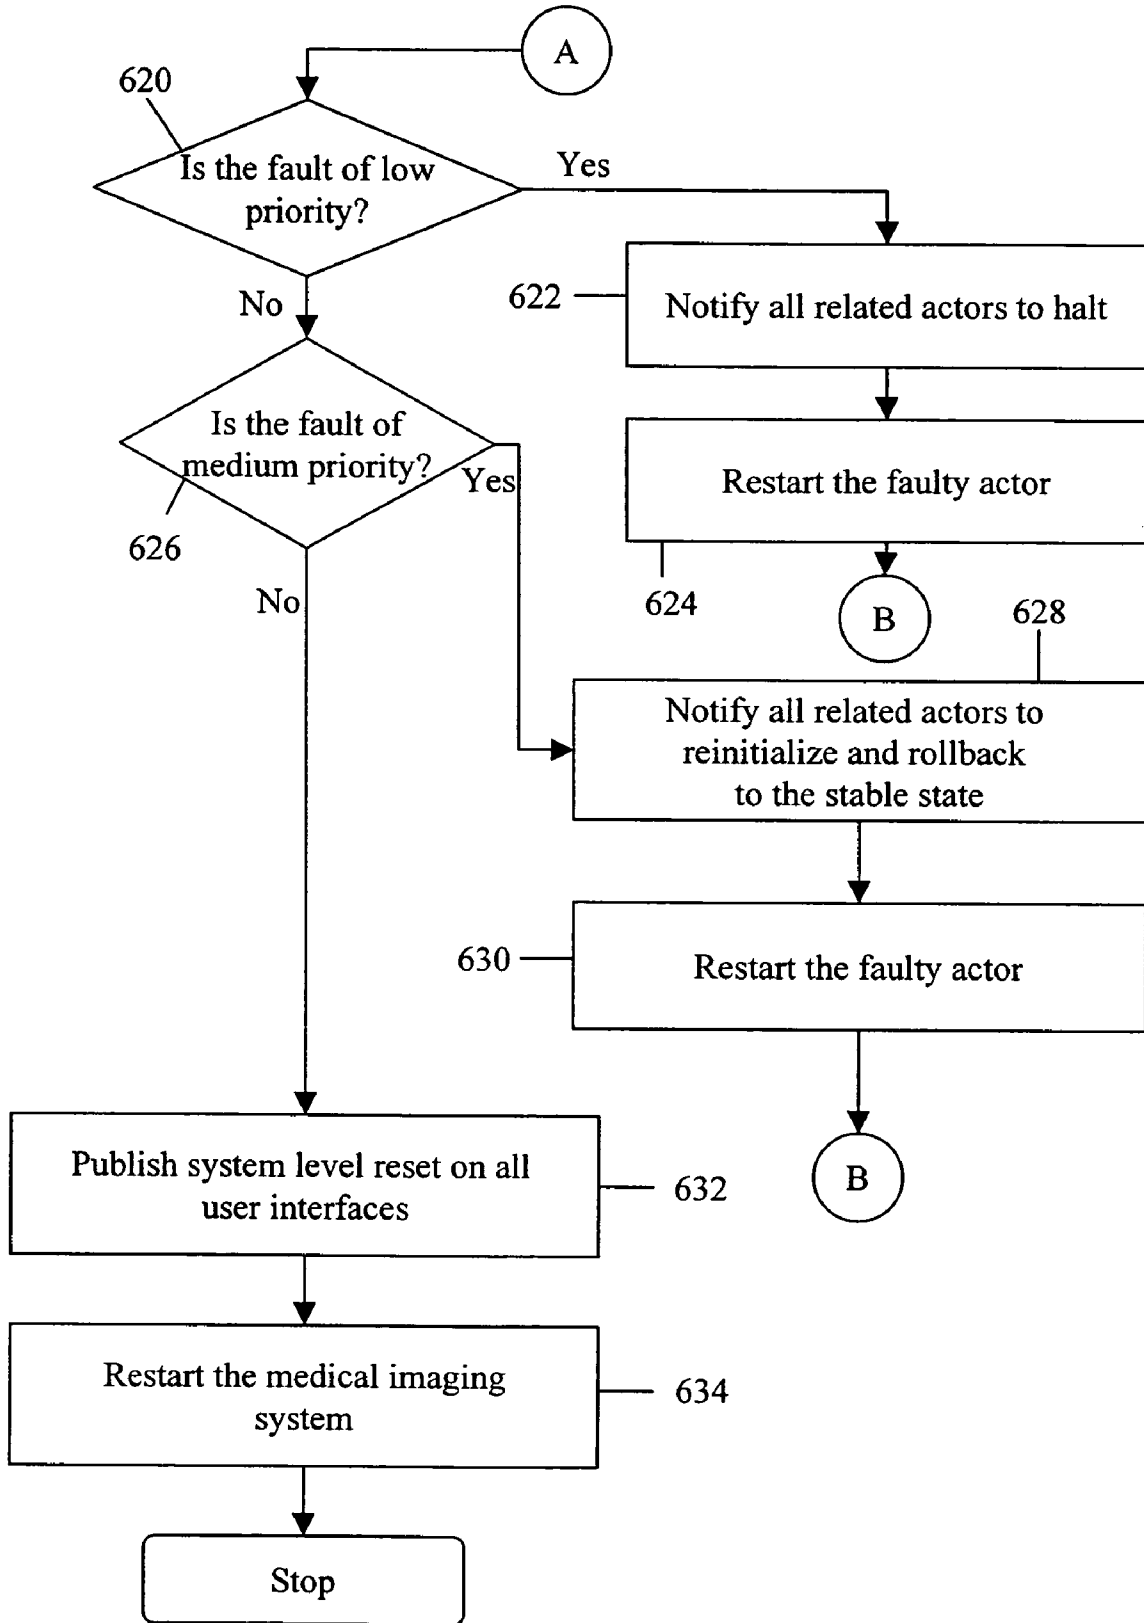 A
620
Is the fault of low
priority?
Yes
No
622
Notify all related actors to halt
Is the fault of
medium priority?
Yes
626
No
Restart the faulty actor
624
B
628
Notify all related actors to
reinitialize and rollback
to the stable state
630
Restart the faulty actor
B
Publish system level reset on all
user interfaces
632
Restart the medical imaging
system
634
Stop